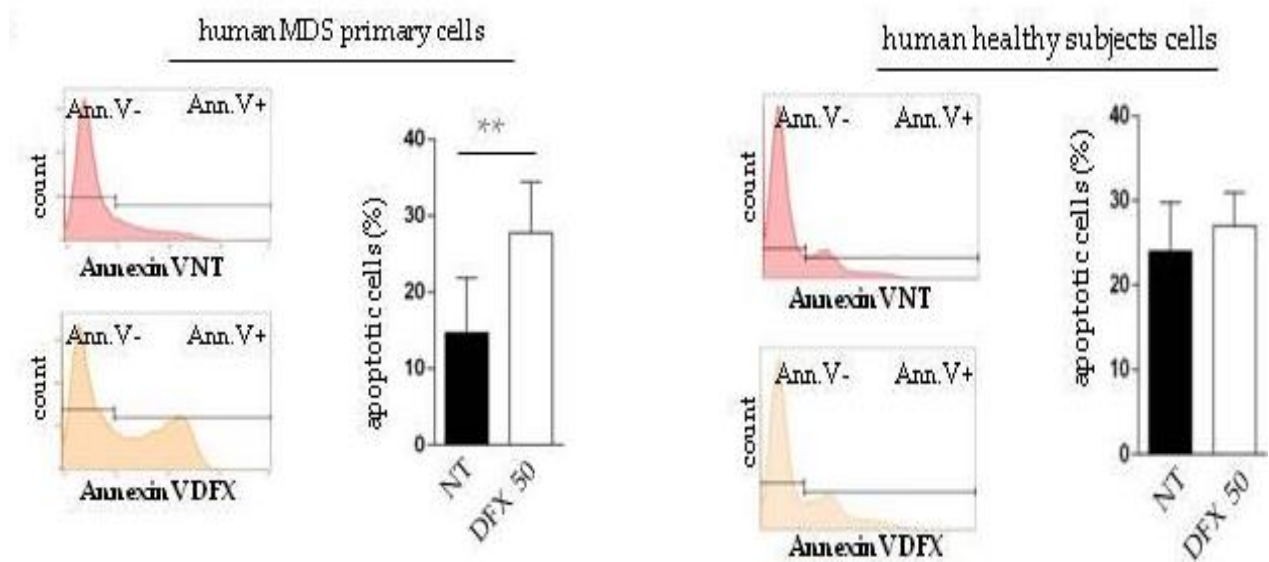 human MDS primary cells
Ann.V- Ann.V+
count
Annexin V NT
Ann.V- Ann.V+
count
Annexin V DFX
apoptotic cells (%)
40
30
20
10
0
**
NT
DFX 50
human healthy subjects cells
Ann.V- Ann.V+
count
Annexin V NT
Ann.V- Ann.V+
count
Annexin V DFX
apoptotic cells (%)
40
30
20
10
0
NT
DFX 50